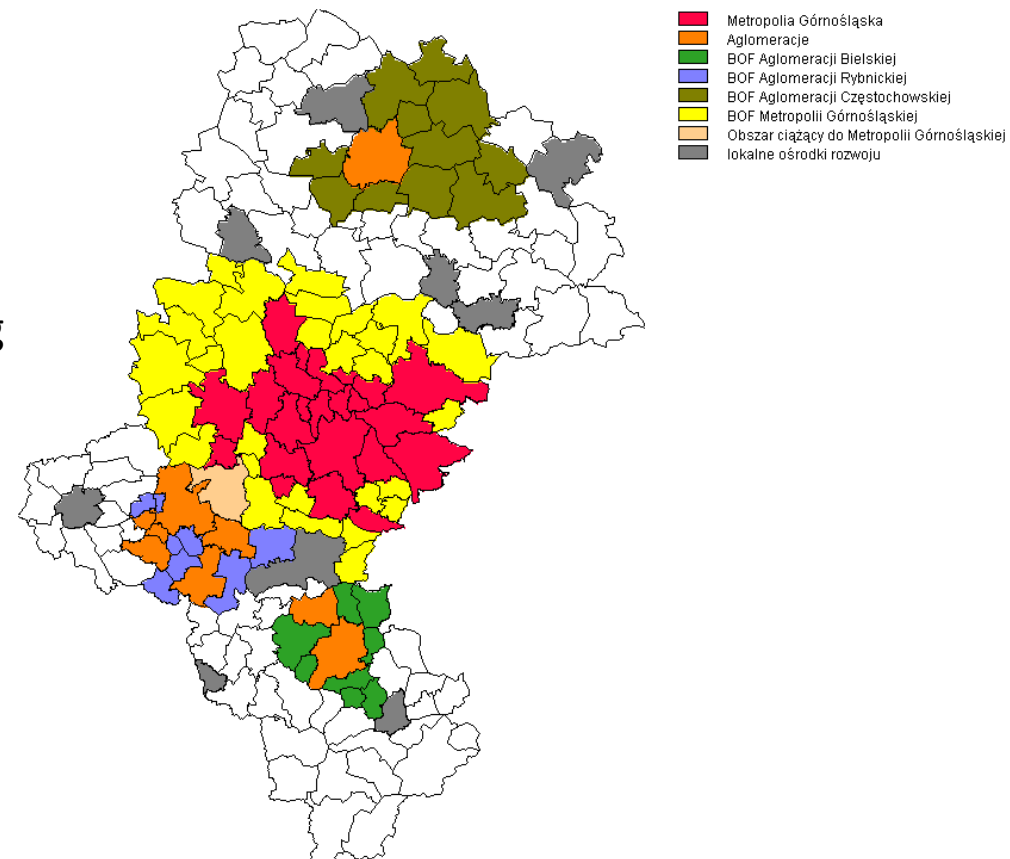 g
Metropolia Górnośląska
Aglomeracje
BOF Aglomeracji Bielskiej
BOF Aglomeracji Rybnickiej
BOF Aglomeracji Częstochowskiej
BOF Metropolii Górnośląskiej
Obszar ciążący do Metropolii Górnośląskiej
lokalne ośrodki rozwoju